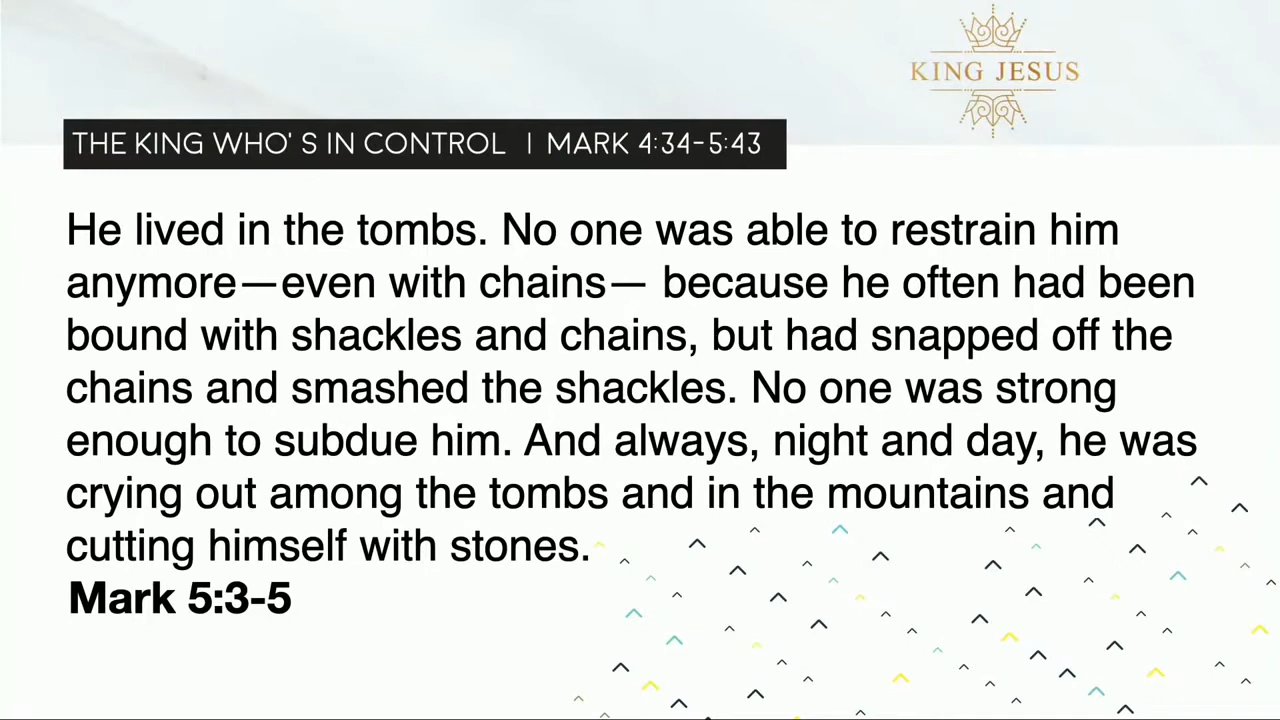 KING JESUS
THE KING WHO' S IN CONTROL | MARK 4:34-5:43
He lived in the tombs. No one was able to restrain him
anymore—even with chains— because he often had been
bound with shackles and chains, but had snapped off the
chains and smashed the shackles. No one was strong
enough to subdue him. And always, night and day, he was
crying out among the tombs and in the mountains and
cutting himself with stones.
Mark 5:3-5